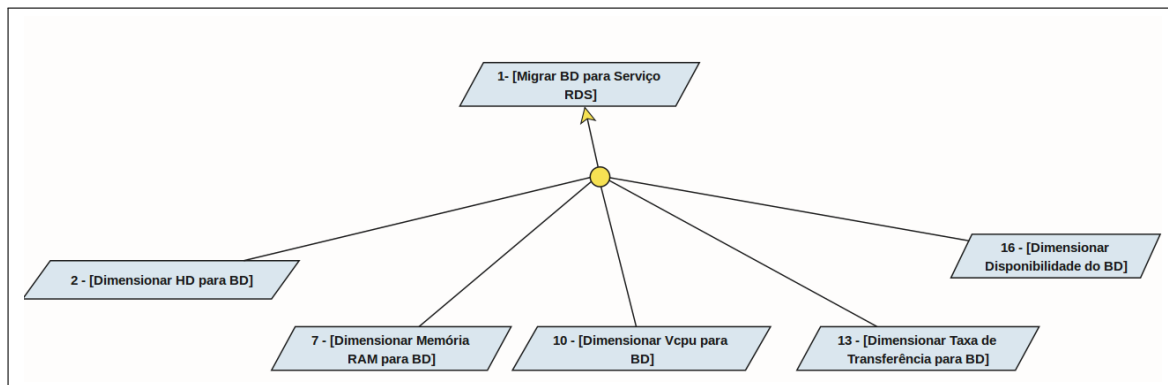 1- [Migrar BD para Serviço
RDS]
16 - [Dimensionar
Disponibilidade do BD]
2 - [Dimensionar HD para BD]
7 - [Dimensionar Memória
RAM para BD]
10 - [Dimensionar Vcpu para
BD]
13 - [Dimensionar Taxa de
Transferência para BD]